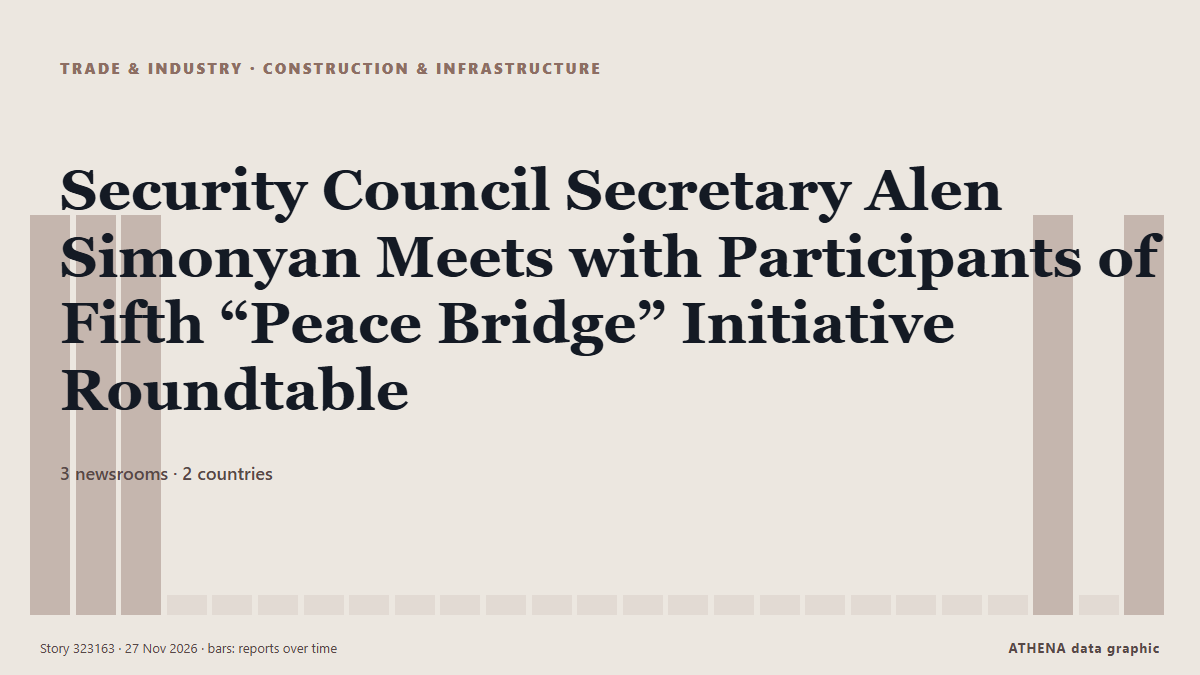 TRADE & INDUSTRY · CONSTRUCTION & INFRASTRUCTURE
Security Council Secretary Alen
Simonyan Meets with Participants of
Fifth “Peace Bridge” Initiative
Roundtable
3 newsrooms · 2 countries
Story 323163 · 27 Nov 2026 · bars: reports over time
ATHENA data graphic